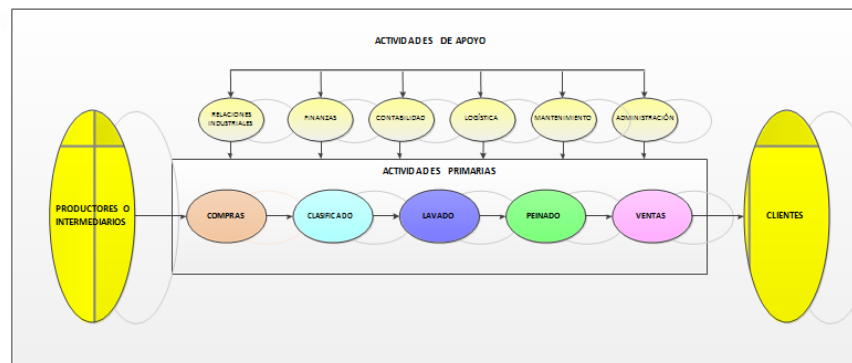 ACTIVIDADES DE APOYO
RELACIONES
INDUSTRIALES
FINANZAS
CONTABILIDAD
LOGÍSTICA
MANTENIMIENTO
ADMINISTRACIÓN
ACTIVIDADES PRIMARIAS
PRODUCTORES O
INTERMEDIARIOS
COMPRAS
CLASIFICADO
LAVADO
PEINADO
VENTAS
CLIENTES